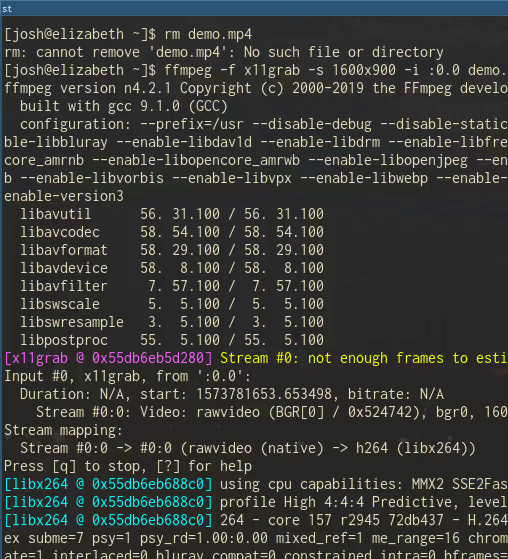 st
[josh@elizabeth ~]$ rm demo.mp4
rm: cannot remove 'demo.mp4': No such file or directory
[josh@elizabeth ~]$ ffmpeg -f x11grab -s 1600x900 -i :0.0 demo.
ffmpeg version n4.2.1 Copyright (c) 2000-2019 the FFmpeg develo
built with gcc 9.1.0 (GCC)
configuration: --prefix=/usr --disable-debug --disable-static
ble-libbluray --enable-libdav1d --enable-libdrm --enable-libfre
core_amrnb --enable-libopencore_amrwb --enable-libopenjpeg --en
b --enable-libvorbis --enable-libvpx --enable-libwebp --enable-
enable-version3
libavutil 56. 31.100 / 56. 31.100
libavcodec 58. 54.100 / 58. 54.100
libavformat 58. 29.100 / 58. 29.100
libavdevice 58. 8.100 / 58. 8.100
libavfilter 7. 57.100 / 7. 57.100
libswscale 5. 5.100 / 5. 5.100
libswresample 3. 5.100 / 3. 5.100
libpostproc 55. 5.100 / 55. 5.100
[x11grab @ 0x55db6eb5d280] Stream #0: not enough frames to esti
Input #0, x11grab, from ':0.0':
Duration: N/A, start: 1573781653.653498, bitrate: N/A
Stream #0:0: Video: rawvideo (BGR[0] / 0x524742), bgr0, 160
Stream mapping:
Stream #0:0 -> #0:0 (rawvideo (native) -> h264 (libx264))
Press [q] to stop, [?] for help
[libx264 @ 0x55db6eb688c0] using cpu capabilities: MMX2 SSE2Fas
[libx264 @ 0x55db6eb688c0] profile High 4:4:4 Predictive, level
[libx264 @ 0x55db6eb688c0] 264 - core 157 r2945 72db437 - H.264
ex subme=7 psy=1 psy_rd=1.00:0.00 mixed_ref=1 me_range=16 chrom
ate=1 interlaced=0 bluray_compat=0 constrained_intra=0 bframes=